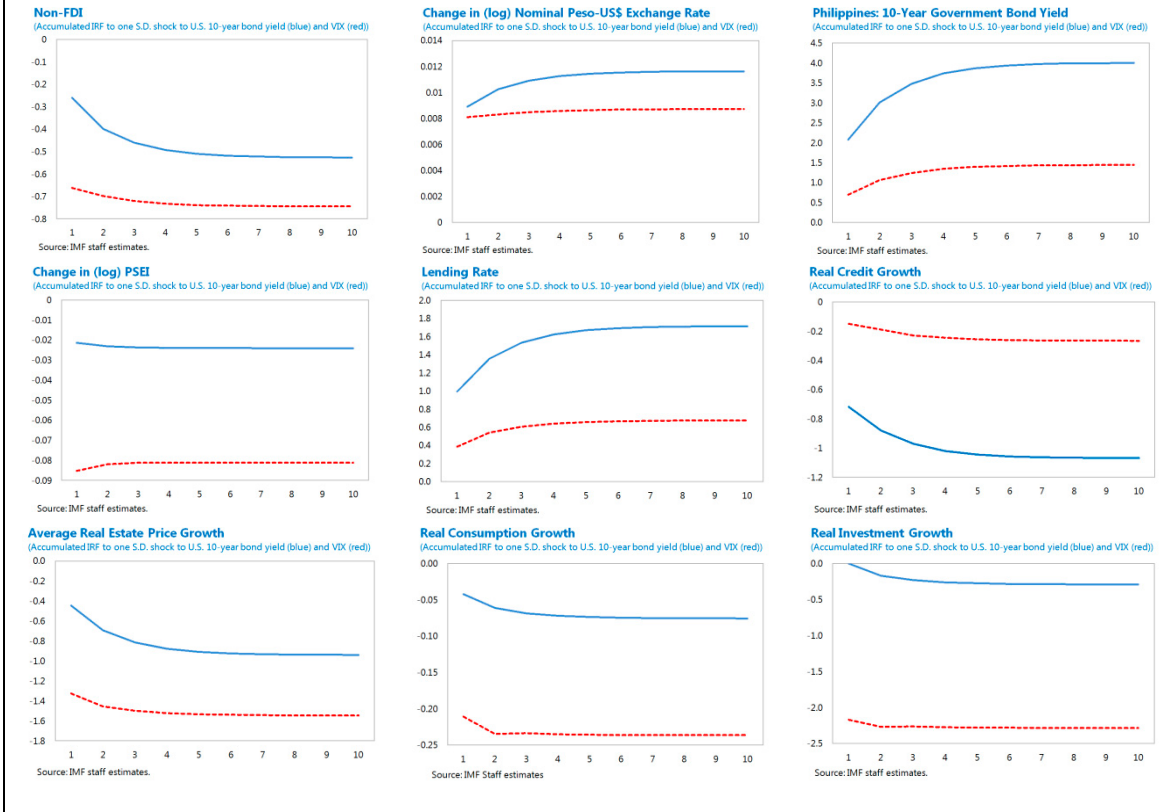 Non-FDI
(Accumulated IRF to one S.D. shock to U.S. 10-year bond yield (blue) and VIX (red))
0
-0.1
-0.2
-0.3
-0.4
-0.5
-0.6
-0.7
-0.8
1 2 3 4 5 6 7 8 9 10
Source: IMF staff estimates.
Change in (log) Nominal Peso-US$ Exchange Rate
(Accumulated IRF to one S.D. shock to U.S. 10-year bond yield (blue) and VIX (red))
0.014
0.012
0.01
0.008
0.006
0.004
0.002
0
1 2 3 4 5 6 7 8 9 10
Source: IMF staff estimates.
Philippines: 10-Year Government Bond Yield
(Accumulated IRF to one S.D. shock to U.S. 10-year bond yield (blue) and VIX (red))
4.5
4.0
3.5
3.0
2.5
2.0
1.5
1.0
0.5
0.0
1 2 3 4 5 6 7 8 9 10
Source: IMF staff estimates.
Change in (log) PSEI
(Accumulated IRF to one S.D. shock to U.S. 10-year bond yield (blue) and VIX (red))
0
-0.01
-0.02
-0.03
-0.04
-0.05
-0.06
-0.07
-0.08
-0.09
1 2 3 4 5 6 7 8 9 10
Source: IMF staff estimates.
Lending Rate
(Accumulated IRF to one S.D. shock to U.S. 10-year bond yield (blue) and VIX (red))
2.0
1.8
1.6
1.4
1.2
1.0
0.8
0.6
0.4
0.2
0.0
1 2 3 4 5 6 7 8 9 10
Source: IMF staff estimates.
Real Credit Growth
(Accumulated IRF to one S.D. shock to U.S. 10-year bond yield (blue) and VIX (red))
0
-0.2
-0.4
-0.6
-0.8
-1
-1.2
1 2 3 4 5 6 7 8 9 10
Source: IMF staff estimates.
Average Real Estate Price Growth
(Accumulated IRF to one S.D. shock to U.S. 10-year bond yield (blue) and VIX (red))
0.0
-0.2
-0.4
-0.6
-0.8
-1.0
-1.2
-1.4
-1.6
-1.8
1 2 3 4 5 6 7 8 9 10
Source: IMF staff estimates.
Real Consumption Growth
(Accumulated IRF to one S.D. shock to U.S. 10-year bond yield (blue) and VIX (red))
0.00
-0.05
-0.10
-0.15
-0.20
-0.25
1 2 3 4 5 6 7 8 9 10
Source: IMF Staff estimates
Real Investment Growth
(Accumulated IRF to one S.D. shock to U.S. 10-year bond yield (blue) and VIX (red))
0.0
-0.5
-1.0
-1.5
-2.0
-2.5
1 2 3 4 5 6 7 8 9 10
Source: IMF staff estimates.